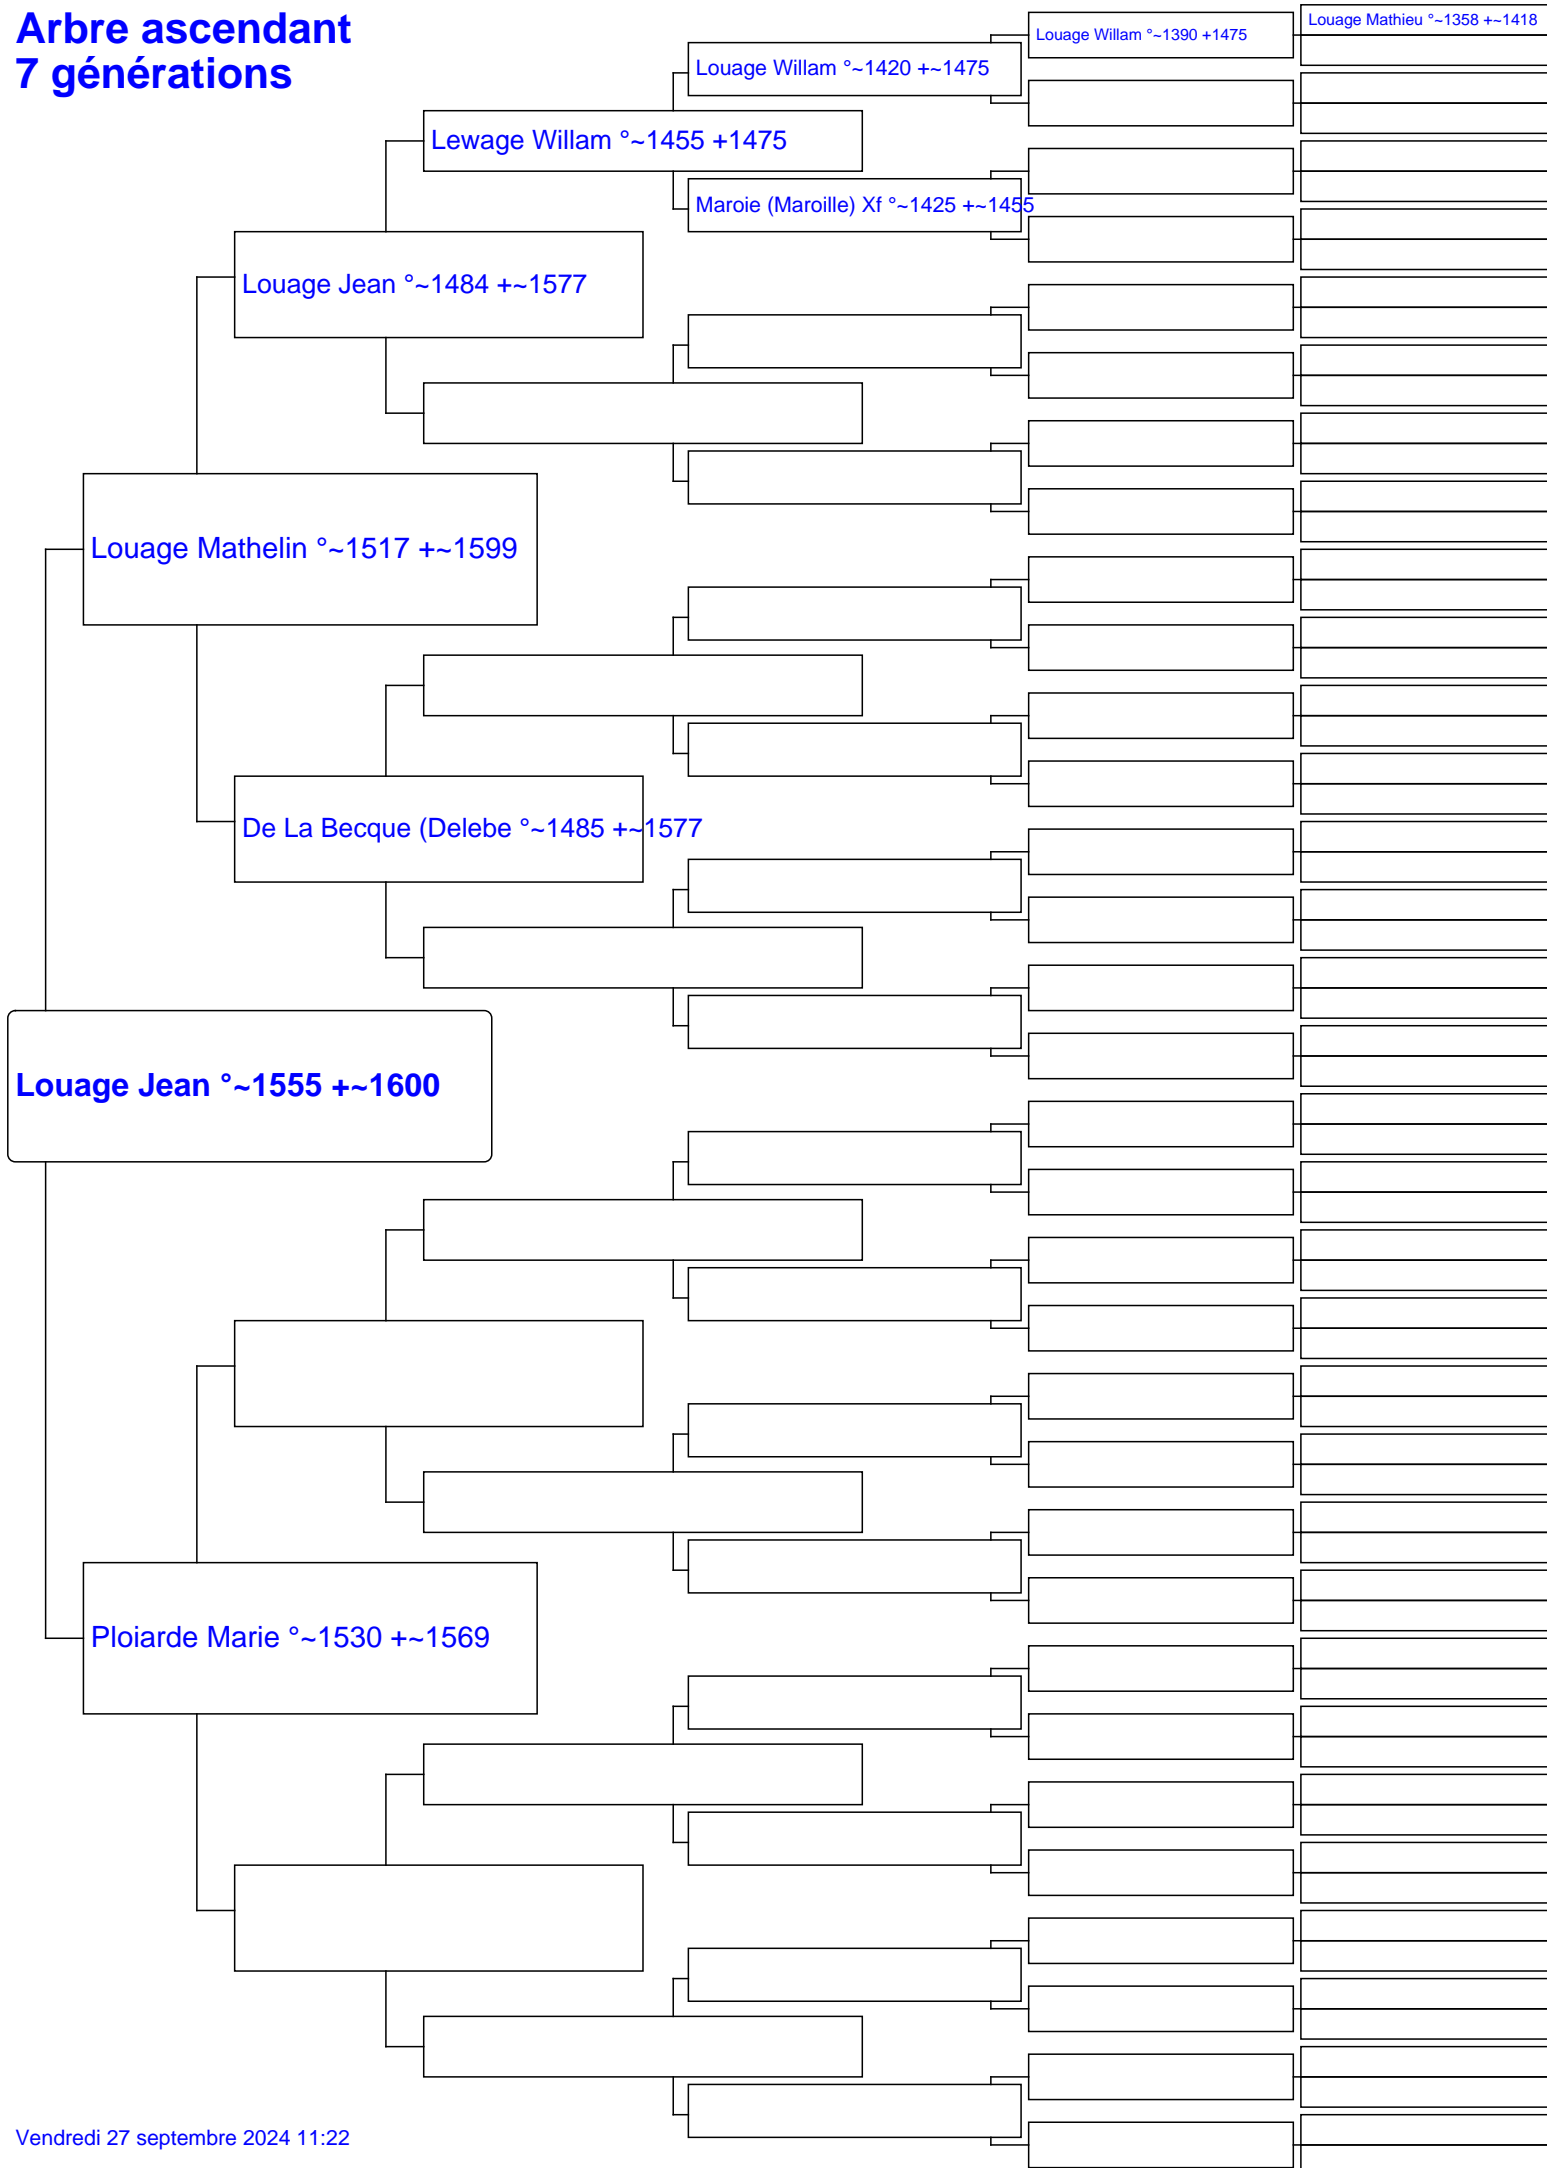 Arbre ascendant
7 générations
Louage Mathieu °~1358 +~1418
Louage Willam °~1390 +1475
Louage Willam °~1420 +~1475
Lewage Willam °~1455 +1475
Maroie (Maroille) Xf °~1425 +~1455
Louage Jean °~1484 +~1577
Louage Mathelin °~1517 +~1599
De La Becque (Delebe °~1485 +~1577
Louage Jean °~1555 +~1600
Ploiarde Marie °~1530 +~1569
Vendredi 27 septembre 2024 11:22